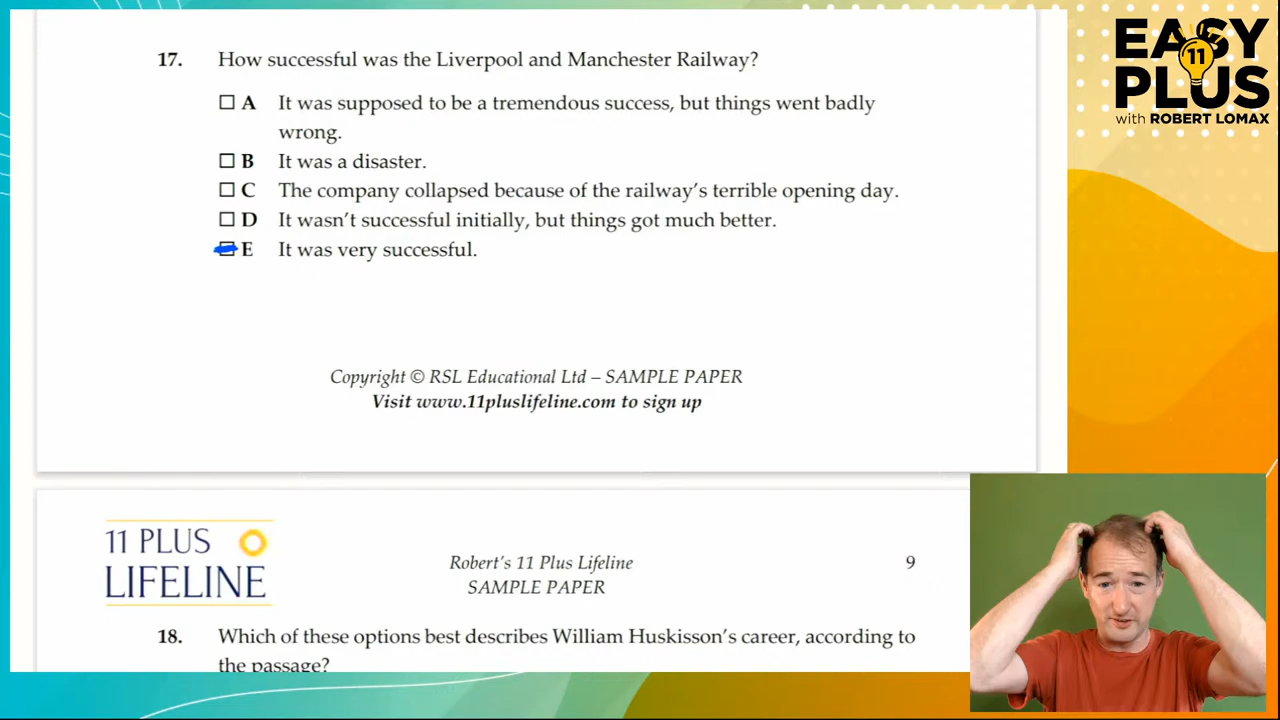 EASY
11
PLUS
with ROBERT LOMAX
17. How successful was the Liverpool and Manchester Railway?
A It was supposed to be a tremendous success, but things went badly
wrong.
B It was a disaster.
C The company collapsed because of the railway's terrible opening day.
D It wasn't successful initially, but things got much better.
E It was very successful.
Copyright © RSL Educational Ltd – SAMPLE PAPER
Visit www.11pluslifeline.com to sign up
11 PLUS
LIFELINE
Robert's 11 Plus Lifeline
SAMPLE PAPER
9
18. Which of these options best describes William Huskisson's career, according to
the passage?